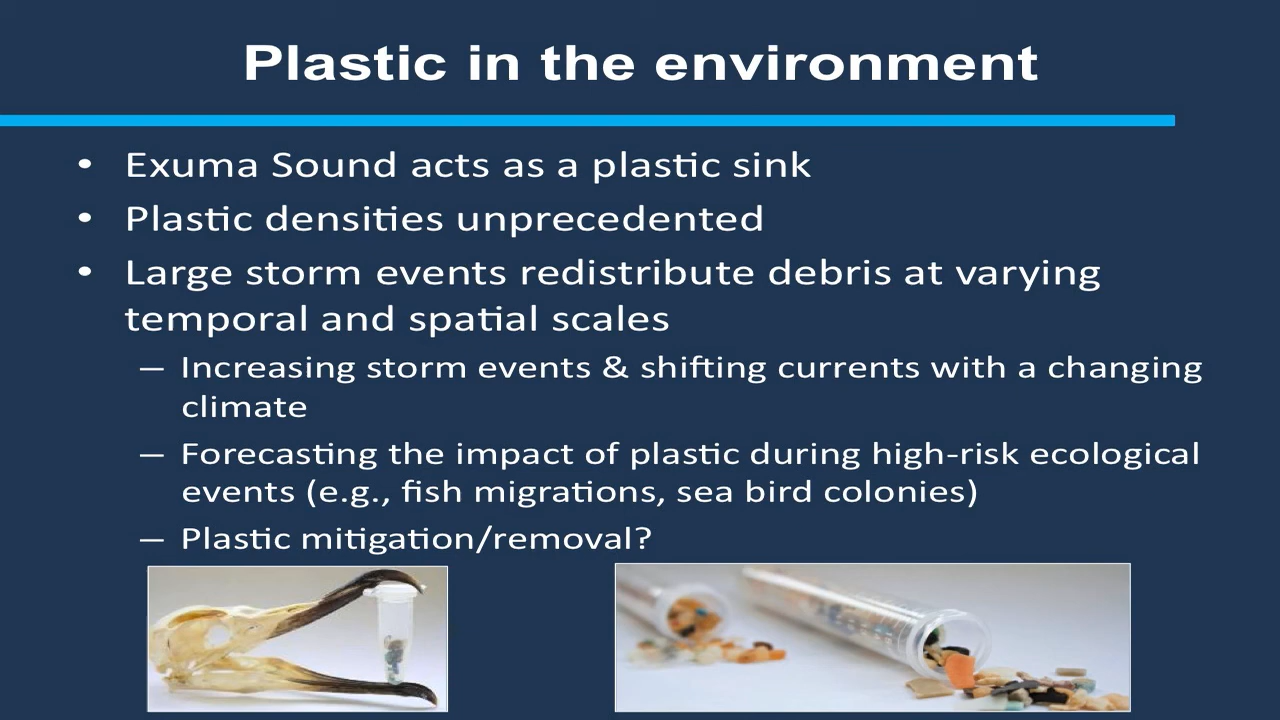 Plastic in the environment
• Exuma Sound acts as a plastic sink
• Plastic densities unprecedented
• Large storm events redistribute debris at varying
temporal and spatial scales
– Increasing storm events & shifting currents with a changing
climate
– Forecasting the impact of plastic during high-risk ecological
events (e.g., fish migrations, sea bird colonies)
– Plastic mitigation/removal?